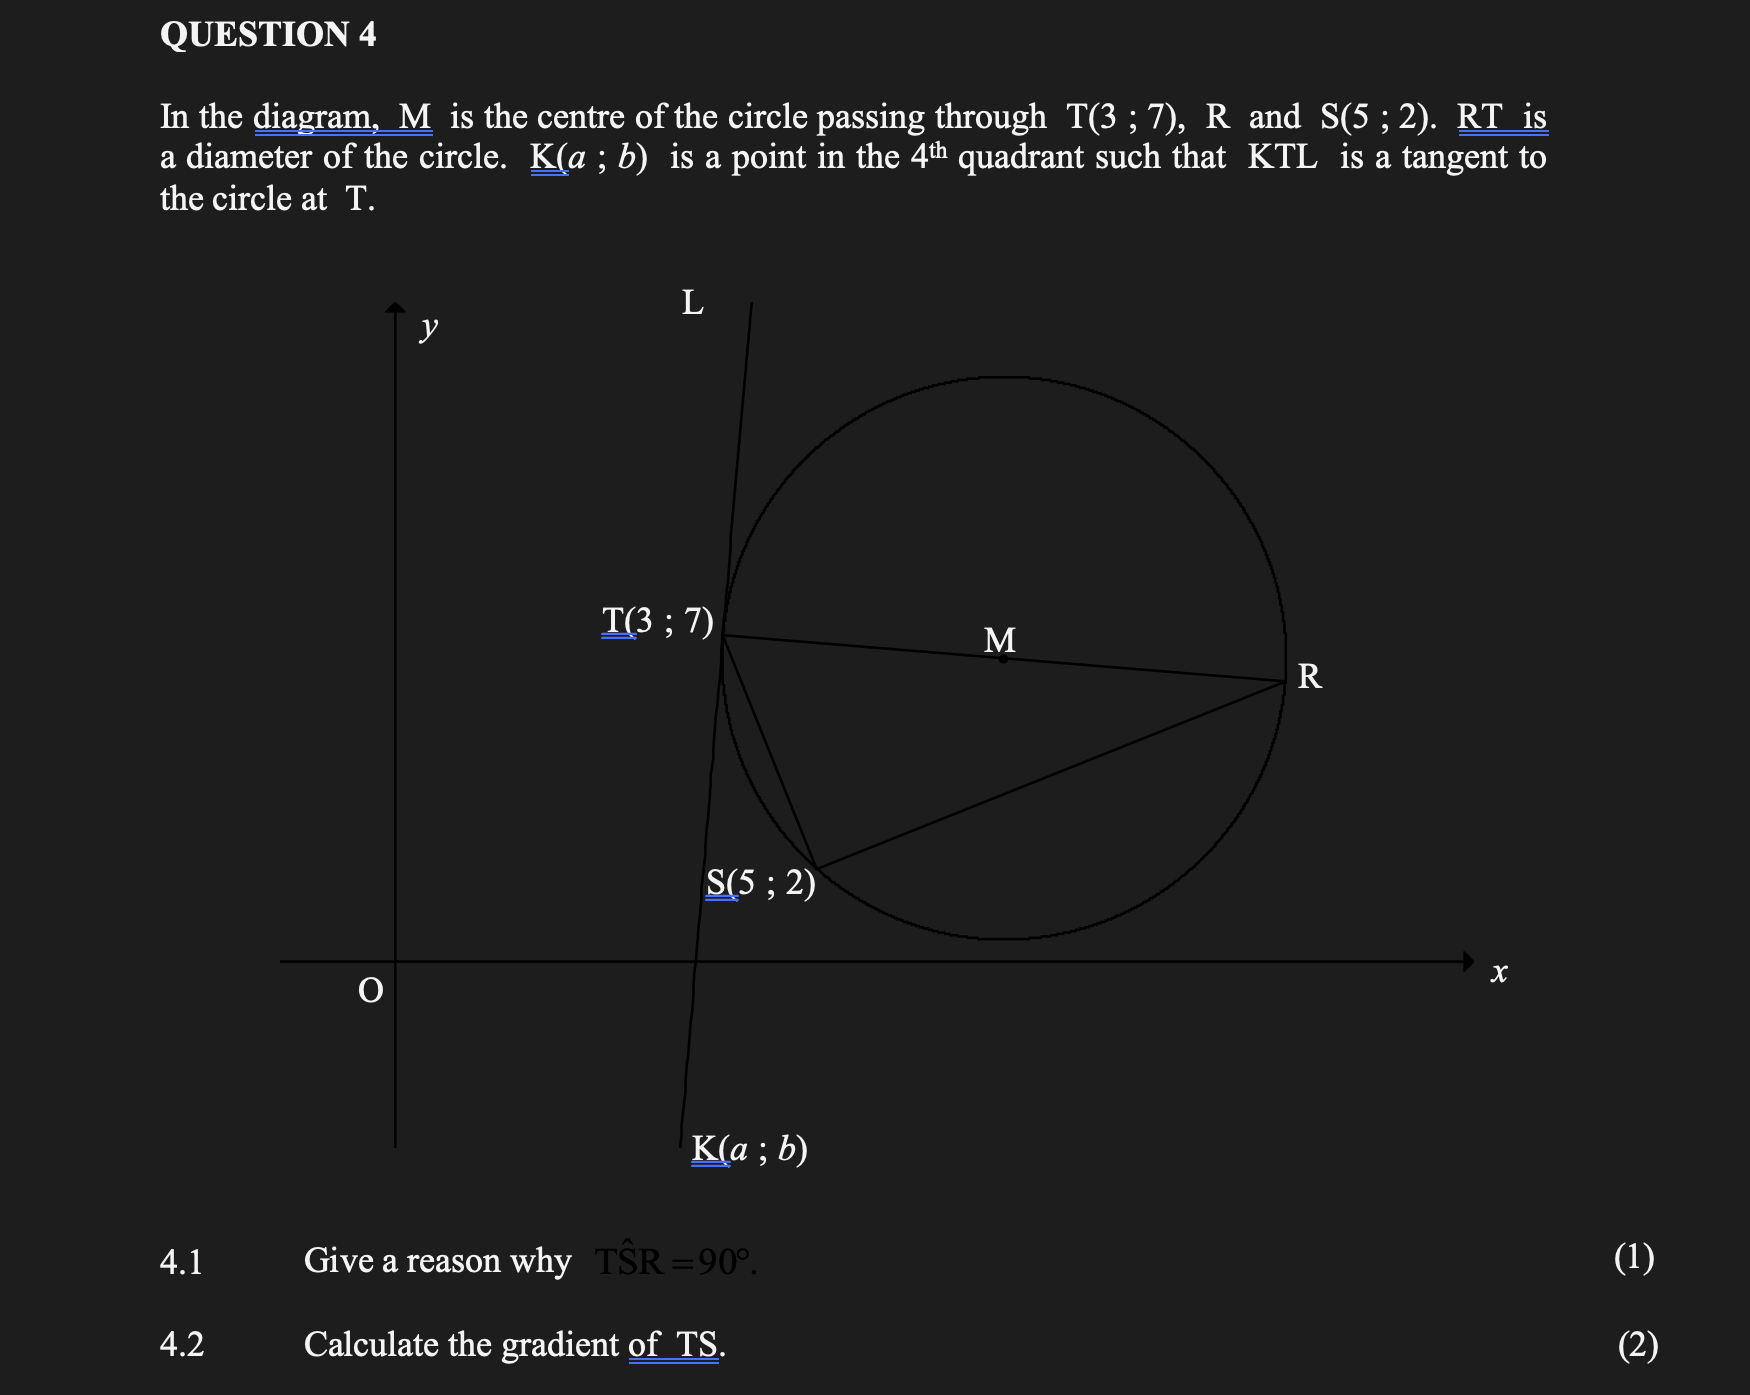 QUESTION 4
In the diagram, M is the centre of the circle passing through T(3 ; 7), R and S(5 ; 2). RT is
a diameter of the circle. K(a ; b) is a point in the 4th quadrant such that KTL is a tangent to
the circle at T.
L
y
T(3 ; 7)
M
R
S(5 ; 2)
O
x
K(a ; b)
4.1 Give a reason why TŜR = 90°. (1)
4.2 Calculate the gradient of TS. (2)